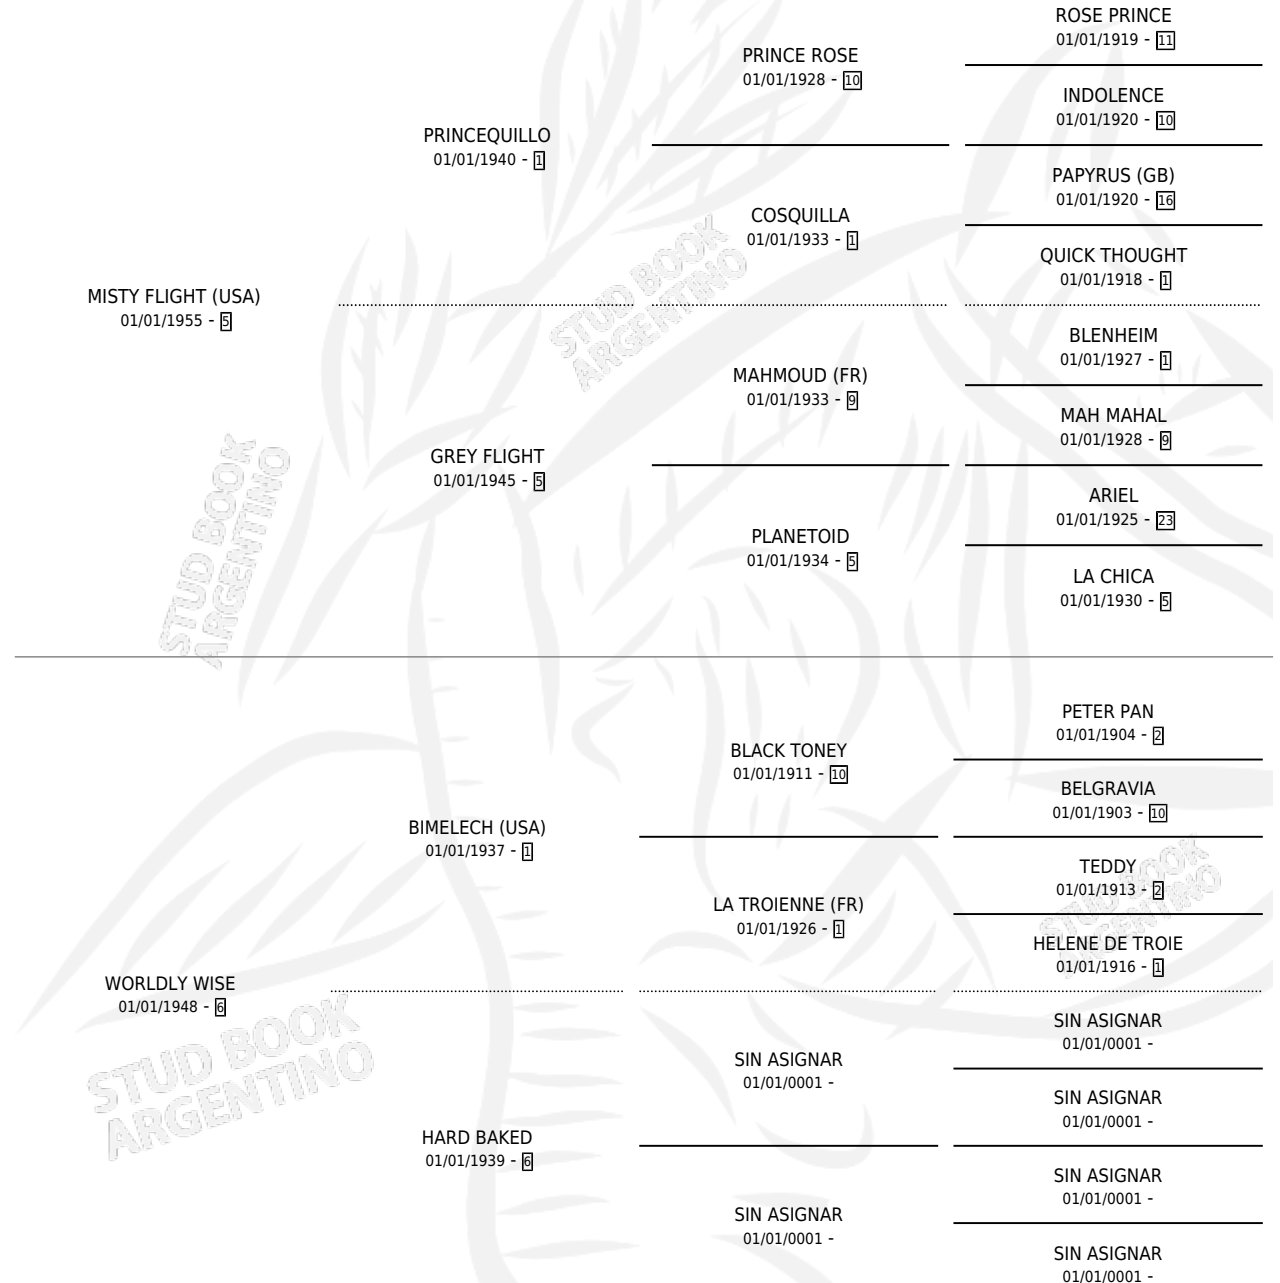 ROSE PRINCE
01/01/1919 - 11
PRINCE ROSE
01/01/1928 - 10
INDOLENCE
01/01/1920 - 10
PRINCEQUILLO
01/01/1940 - 1
PAPYRUS (GB)
01/01/1920 - 16
COSQUILLA
01/01/1933 - 1
QUICK THOUGHT
01/01/1918 - 1
MISTY FLIGHT (USA)
01/01/1955 - 5
BLENHEIM
01/01/1927 - 1
MAHMOUD (FR)
01/01/1933 - 9
MAH MAHAL
01/01/1928 - 9
GREY FLIGHT
01/01/1945 - 5
ARIEL
01/01/1925 - 23
PLANETOID
01/01/1934 - 5
LA CHICA
01/01/1930 - 5
PETER PAN
01/01/1904 - 2
BLACK TONEY
01/01/1911 - 10
BELGRAVIA
01/01/1903 - 10
BIMELECH (USA)
01/01/1937 - 1
TEDDY
01/01/1913 - 2
LA TROIENNE (FR)
01/01/1926 - 1
HELENE DE TROIE
01/01/1916 - 1
WORLDLY WISE
01/01/1948 - 6
SIN ASIGNAR
01/01/0001 -
SIN ASIGNAR
01/01/0001 -
SIN ASIGNAR
01/01/0001 -
HARD BAKED
01/01/1939 - 6
SIN ASIGNAR
01/01/0001 -
SIN ASIGNAR
01/01/0001 -
SIN ASIGNAR
01/01/0001 -
STUD BOOK
ARGENTINO
STUD BOOK
ARGENTINO
STUD BOOK
ARGENTINO
STUD BOOK
ARGENTINO